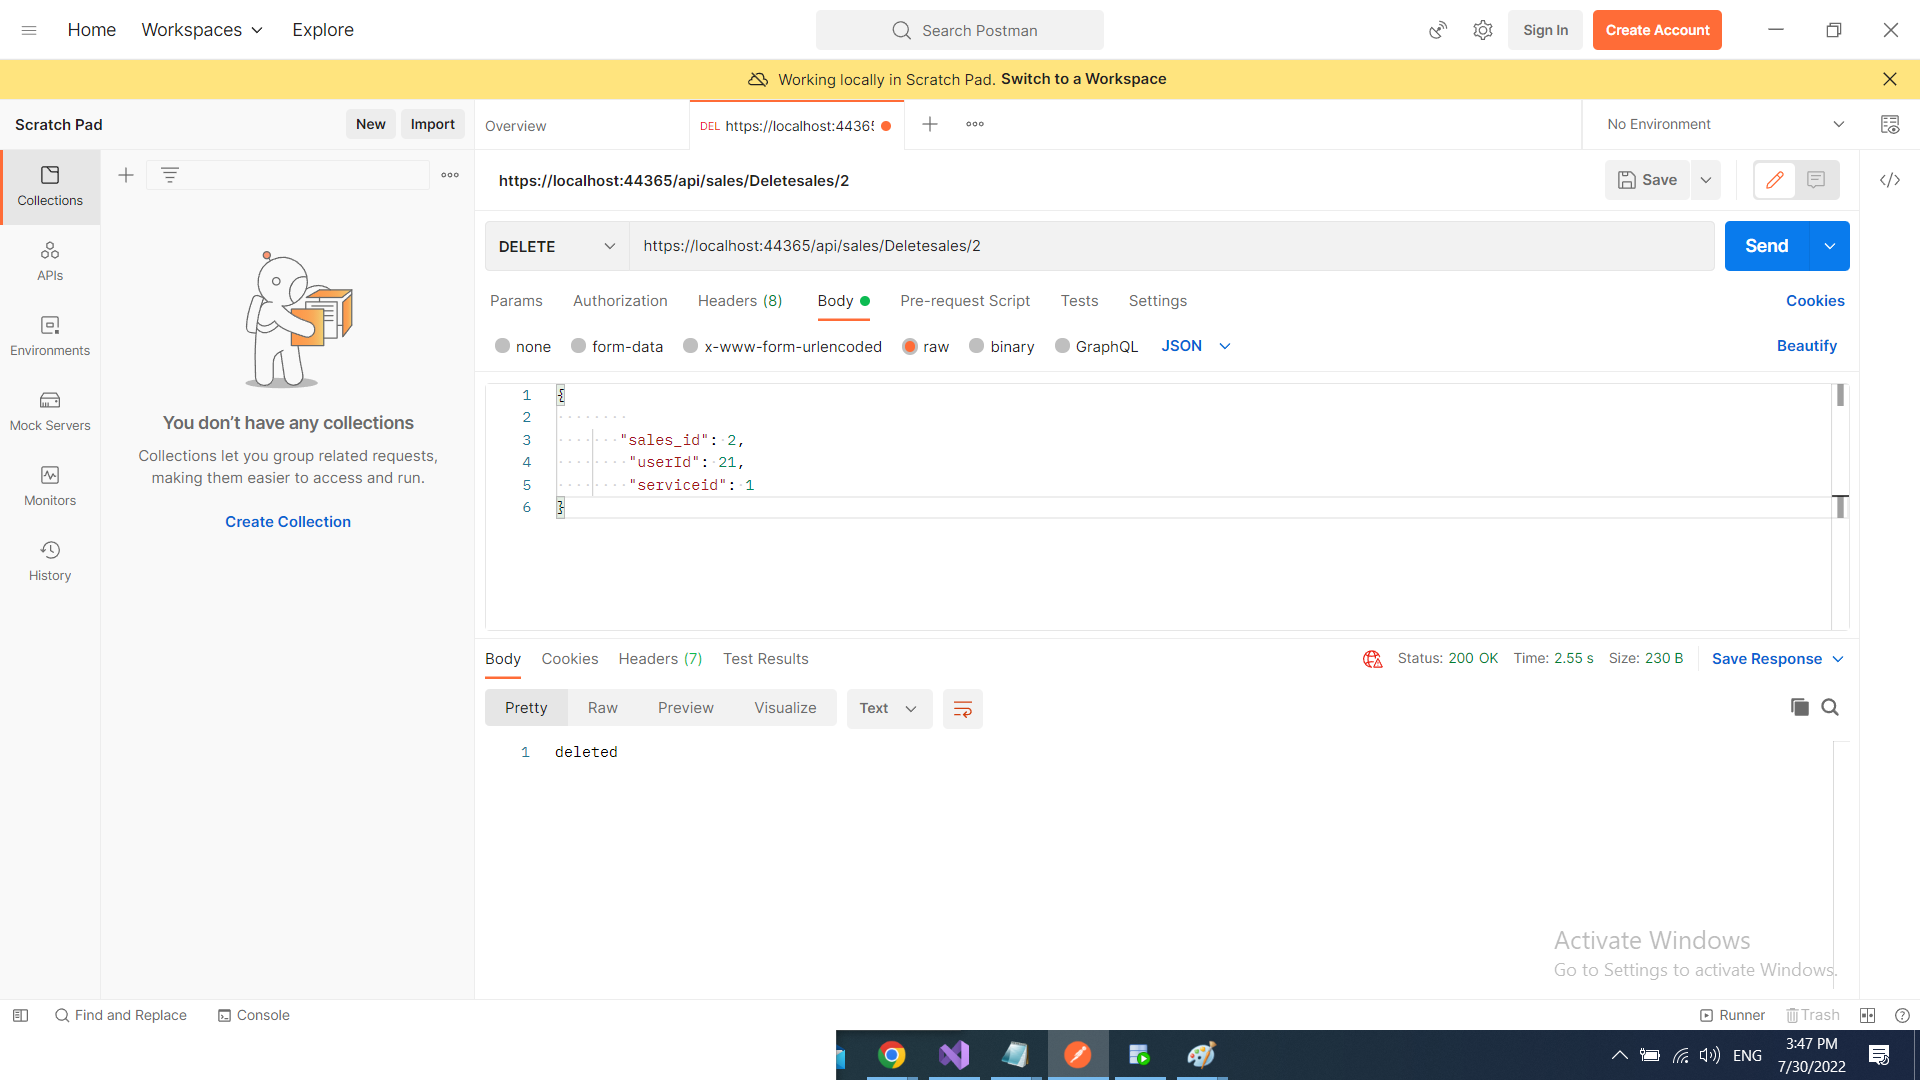 Home
Workspaces
Explore
Search Postman
Sign In
Create Account
Working locally in Scratch Pad. Switch to a Workspace
Scratch Pad
New
Import
Overview
DEL https://localhost:44365
No Environment
Collections
APIs
Environments
Mock Servers
Monitors
History
You don’t have any collections
Collections let you group related requests,
making them easier to access and run.
Create Collection
https://localhost:44365/api/sales/Deletesales/2
Save
DELETE
https://localhost:44365/api/sales/Deletesales/2
Send
Params
Authorization
Headers (8)
Body
Pre-request Script
Tests
Settings
Cookies
none
form-data
x-www-form-urlencoded
raw
binary
GraphQL
JSON
Beautify
1 {
2
3 "sales_id": 2,
4 "userId": 21,
5 "serviceid": 1
6 }
Body
Cookies
Headers (7)
Test Results
Status: 200 OK
Time: 2.55 s
Size: 230 B
Save Response
Pretty
Raw
Preview
Visualize
Text
1 deleted
Activate Windows
Go to Settings to activate Windows.
Find and Replace
Console
Runner
Trash
ENG
3:47 PM
7/30/2022